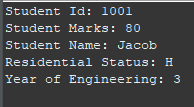 Student Id: 1001
Student Marks: 80
Student Name: Jacob
Residential Status: H
Year of Engineering: 3